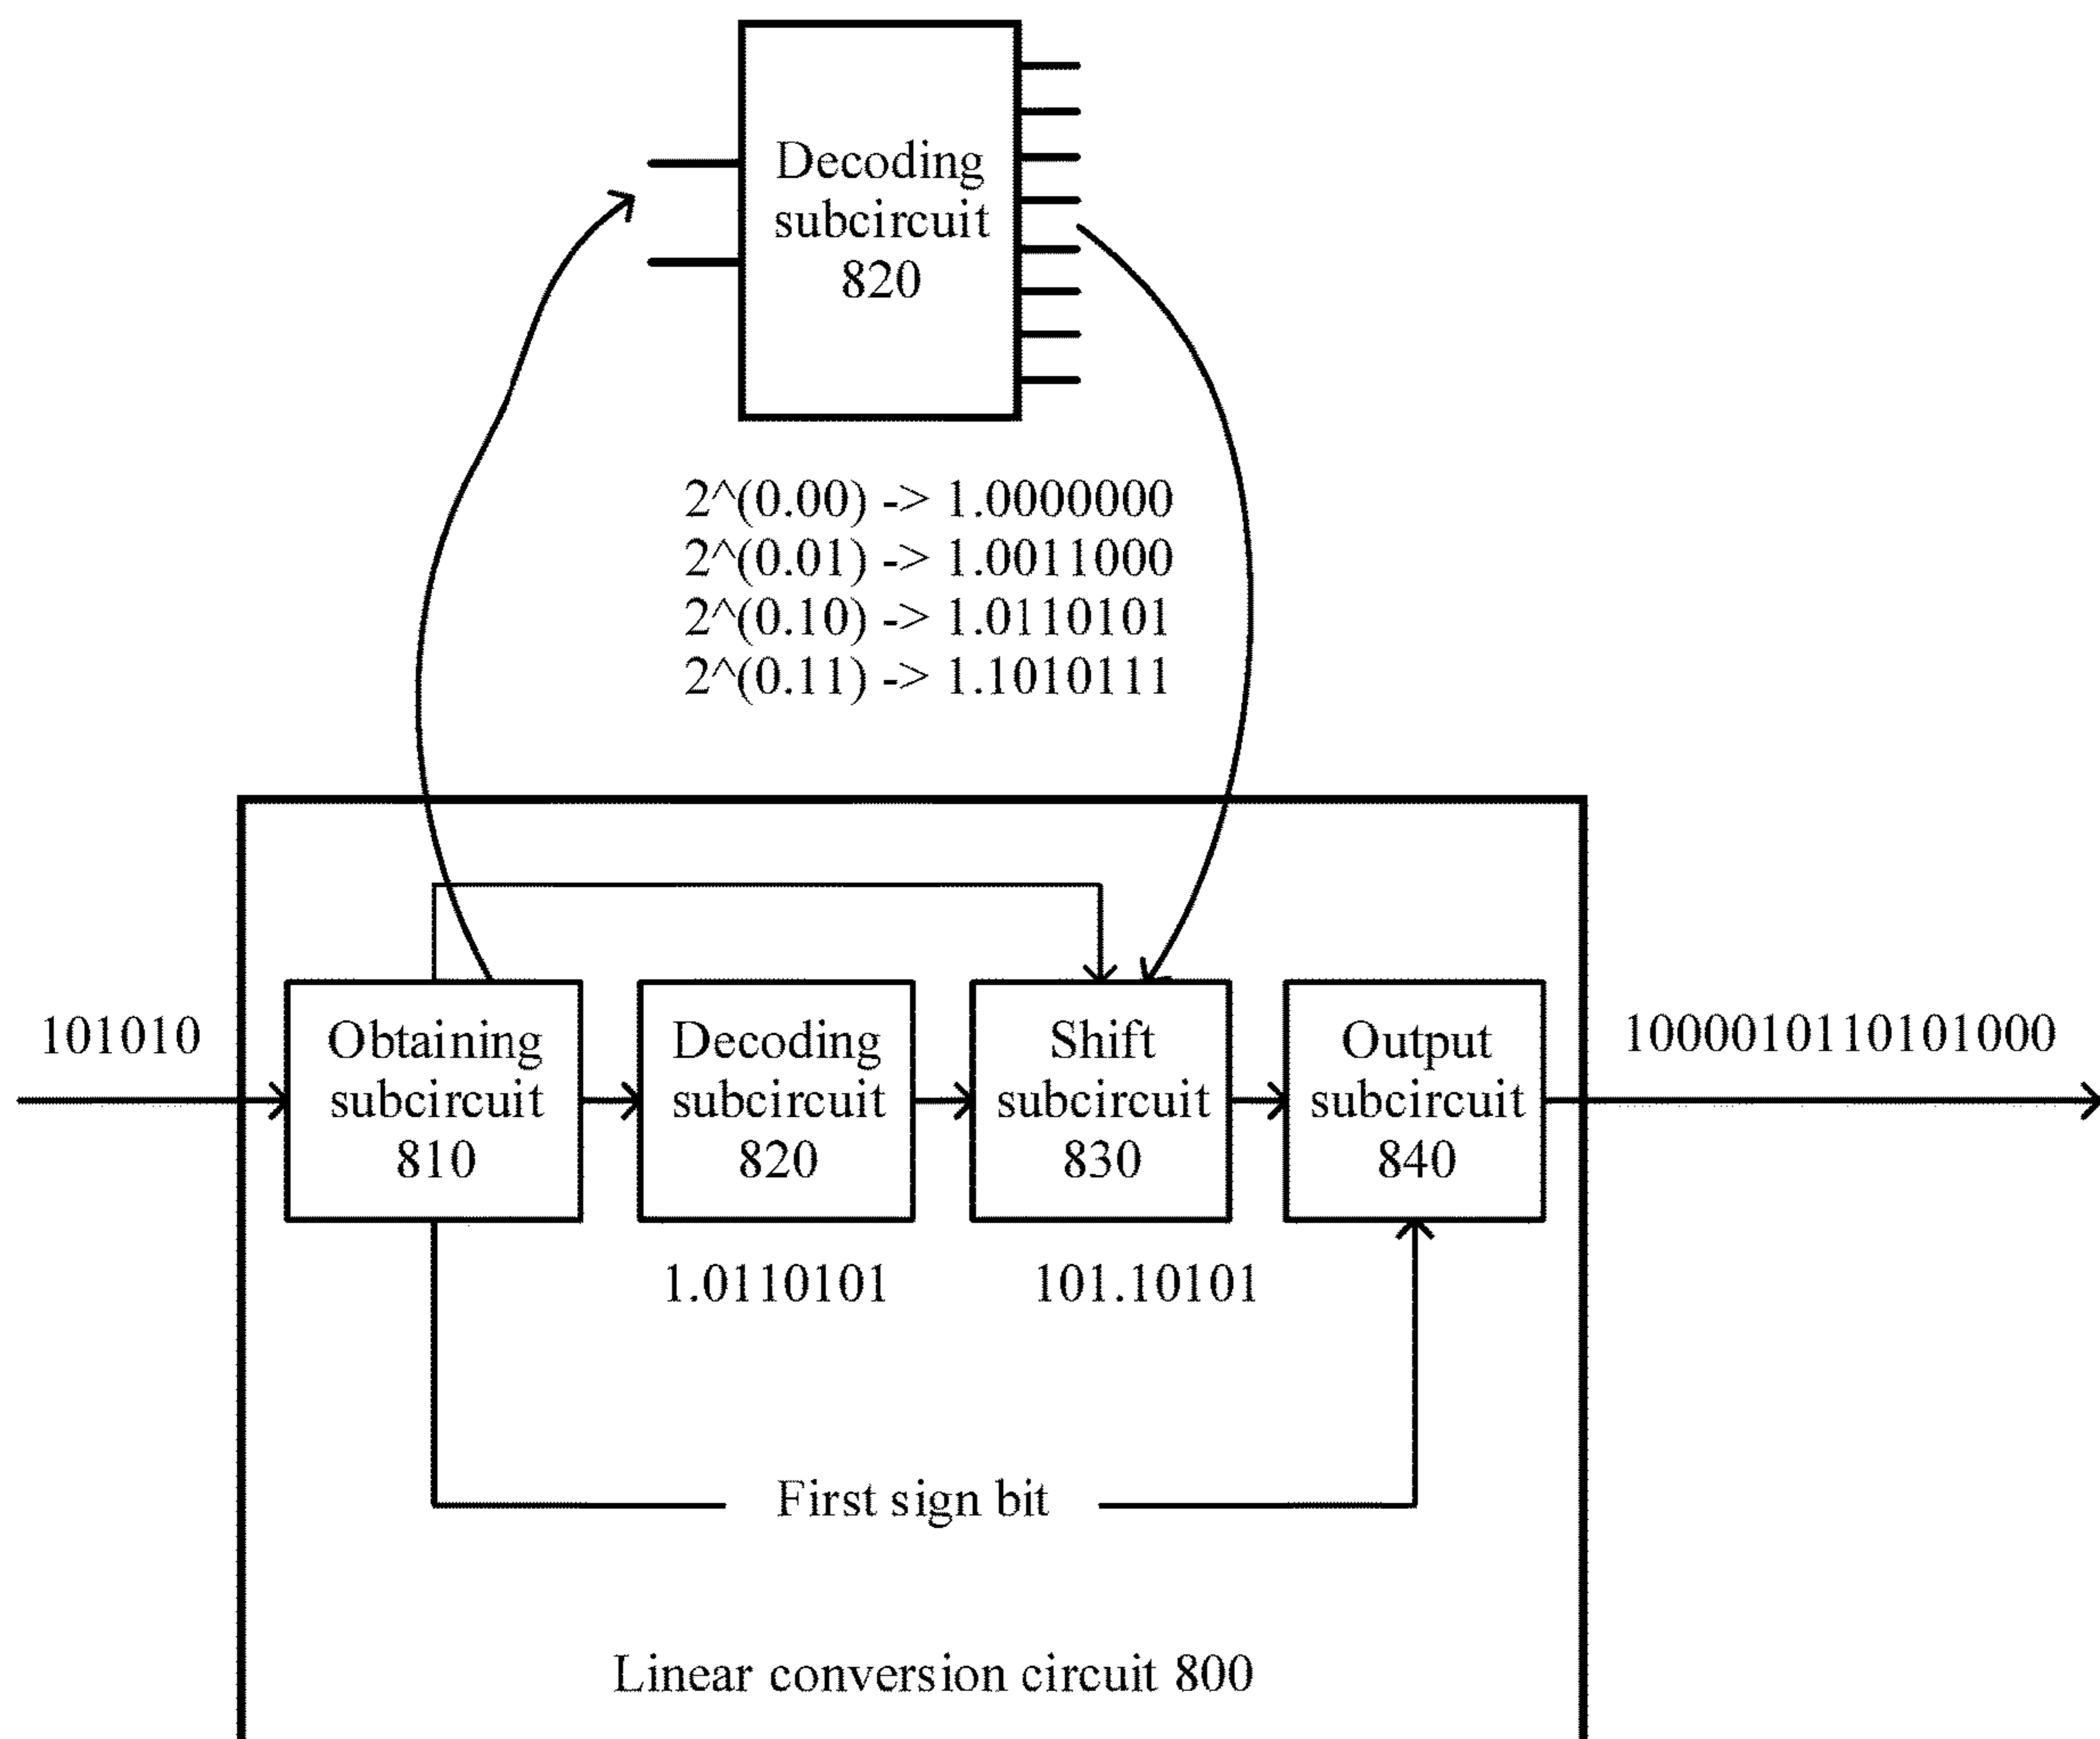 Decoding
subcircuit
820
2^(0.00) -> 1.0000000
2^(0.01) -> 1.0011000
2^(0.10) -> 1.0110101
2^(0.11) -> 1.1010111
101010
Obtaining
subcircuit
810
Decoding
subcircuit
820
Shift
subcircuit
830
Output
subcircuit
840
1000010110101000
1.0110101
101.10101
First sign bit
Linear conversion circuit 800